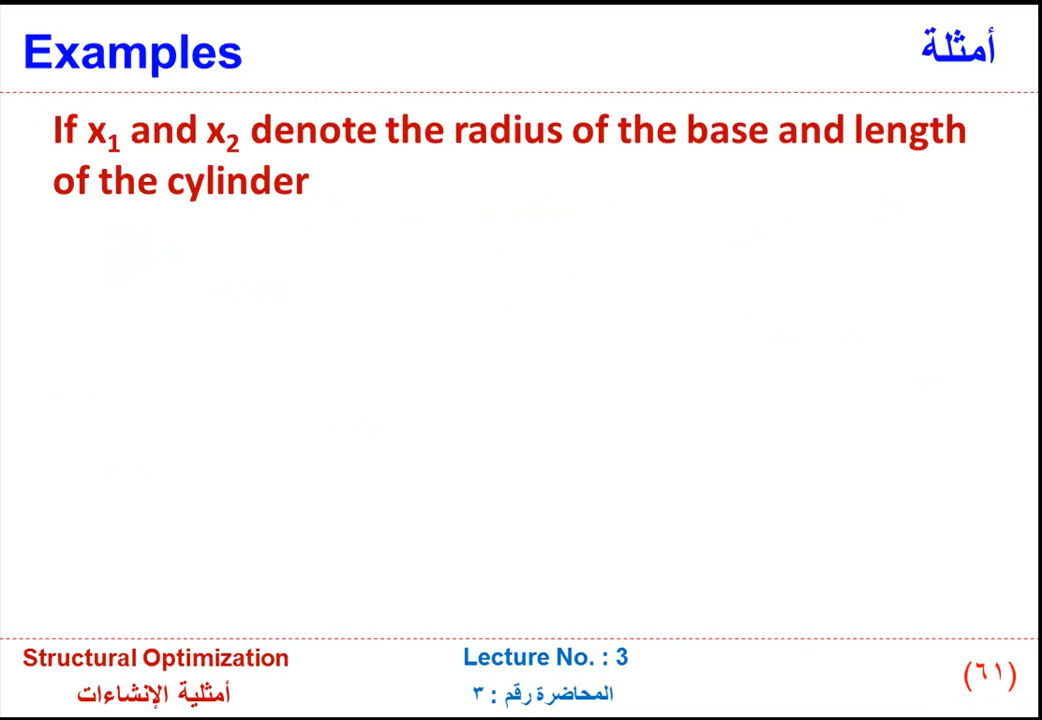 Examples
أمثلة
If x₁ and x₂ denote the radius of the base and length
of the cylinder
Structural Optimization
أمثلية الإنشاءات
Lecture No. : 3
المحاضرة رقم : ٣
(٦١)